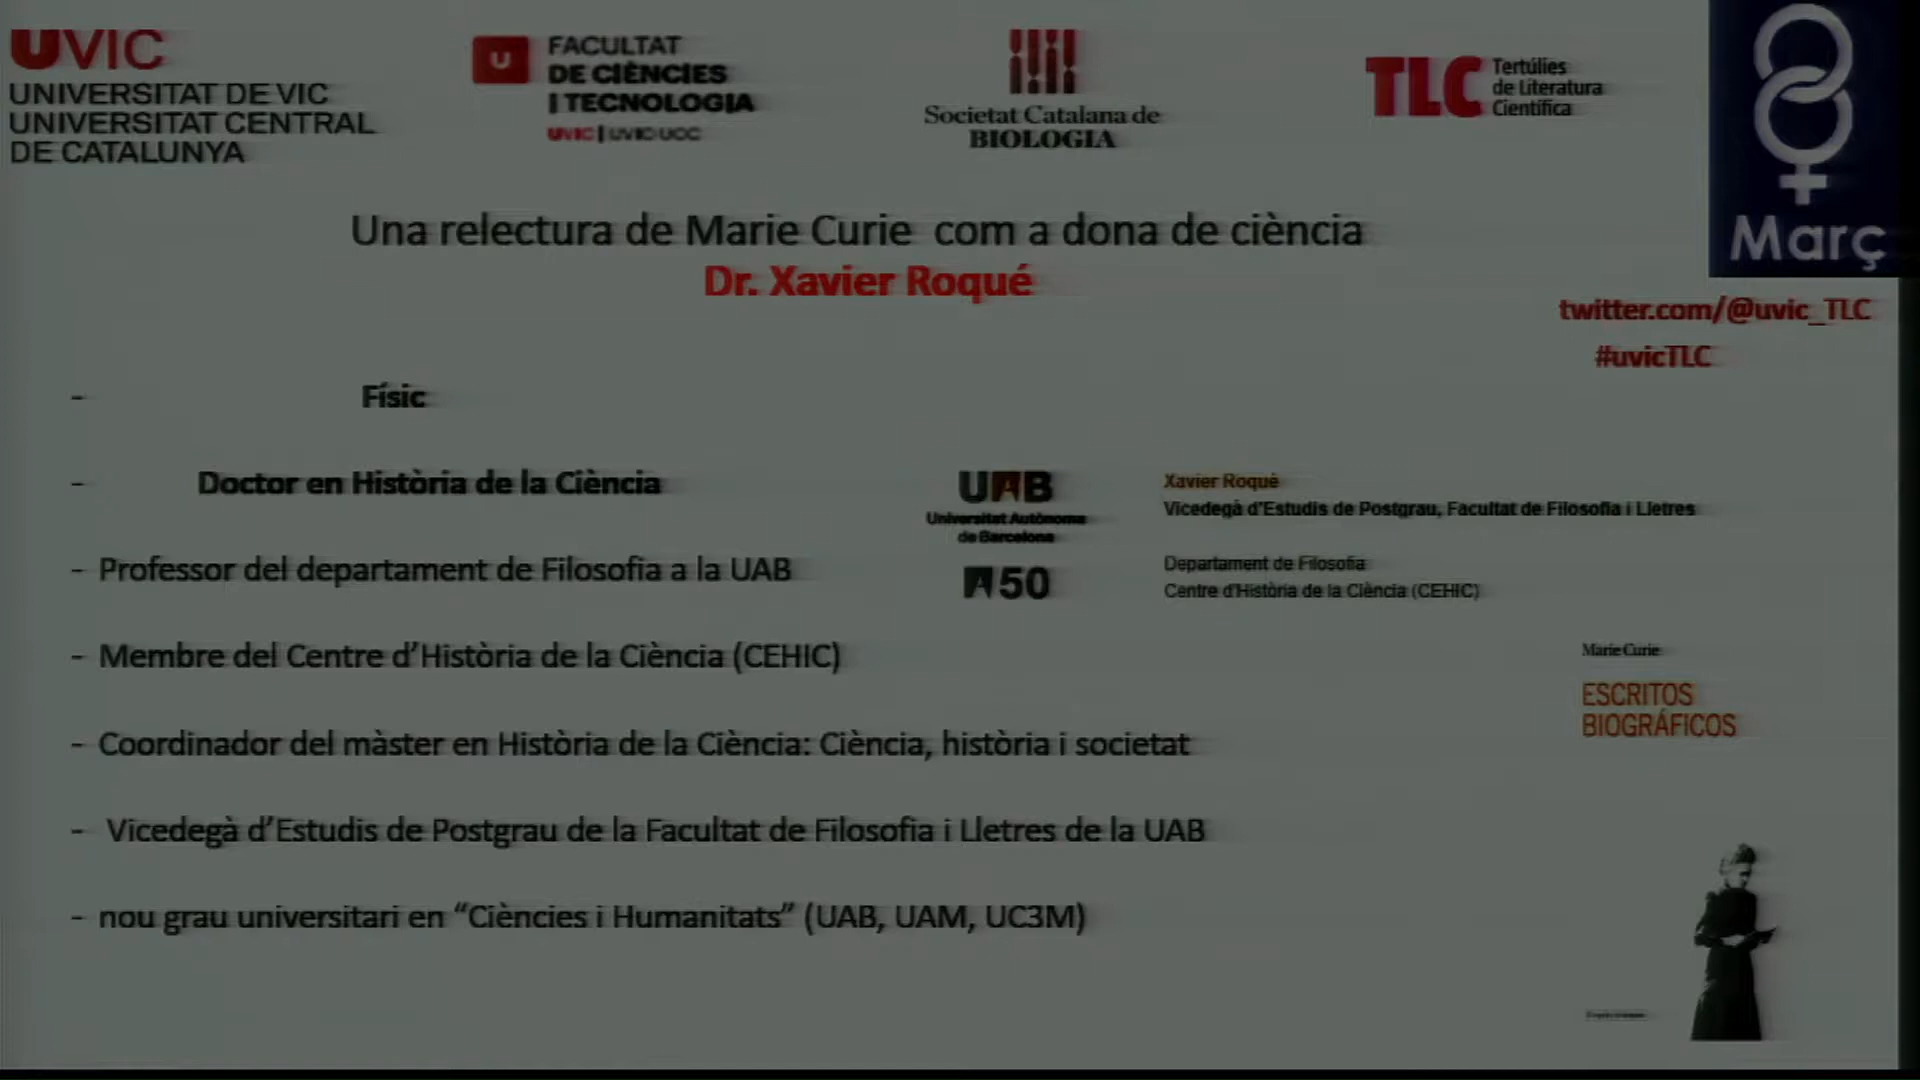 UVIC
UNIVERSITAT DE VIC
UNIVERSITAT CENTRAL
DE CATALUNYA
U
FACULTAT
DE CIÈNCIES
I TECNOLOGIA
UVIC | UVIC·UCC
Societat Catalana de
BIOLOGIA
TLC
Tertúlies
de Literatura
Científica
Març
Una relectura de Marie Curie com a dona de ciència
Dr. Xavier Roqué
twitter.com/@uvic_TLC
#uvicTLC
- Físic
- Doctor en Història de la Ciència
- Professor del departament de Filosofia a la UAB
- Membre del Centre d'Història de la Ciència (CEHIC)
- Coordinador del màster en Història de la Ciència: Ciència, història i societat
- Vicedegà d'Estudis de Postgrau de la Facultat de Filosofia i Lletres de la UAB
- nou grau universitari en “Ciències i Humanitats” (UAB, UAM, UC3M)
UAB
Universitat Autònoma
de Barcelona
A50
Xavier Roqué
Vicedegà d'Estudis de Postgrau, Facultat de Filosofia i Lletres
Departament de Filosofia
Centre d'Història de la Ciència (CEHIC)
Marie Curie
ESCRITOS
BIOGRÁFICOS